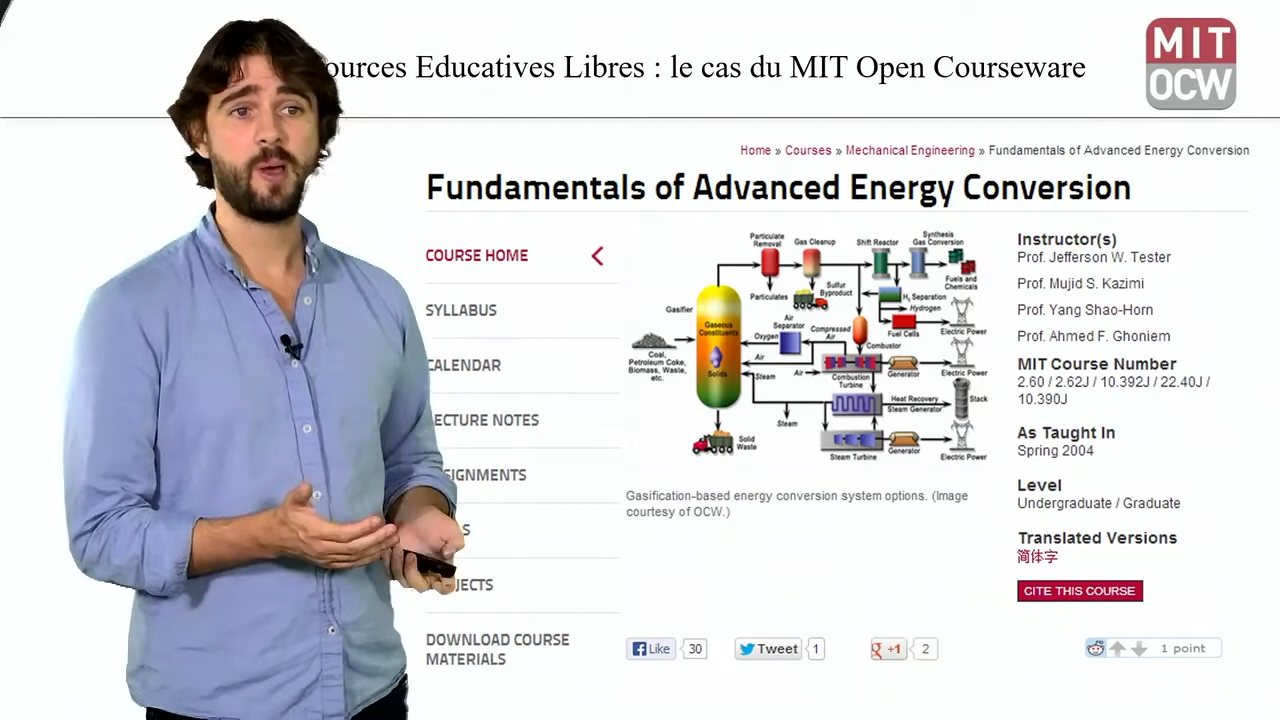 ources Educatives Libres : le cas du MIT Open Courseware
MIT
OCW
Home » Courses » Mechanical Engineering » Fundamentals of Advanced Energy Conversion
Fundamentals of Advanced Energy Conversion
COURSE HOME
SYLLABUS
CALENDAR
ECTURE NOTES
SIGNMENTS
S
JECTS
DOWNLOAD COURSE
MATERIALS
Particulate
Removal
Gas Cleanup
Shift Reactor
Synthesis
Gas Conversion
Particulates
Sulfur
Byproduct
Fuels and
Chemicals
H₂ Separation
Hydrogen
Gasifier
Gaseous
Constituents
Solids
Air
Separator
Oxygen
Compressed
Air
Combustor
Fuel Cells
Electric Power
Coal,
Petroleum Coke,
Biomass, Waste,
etc.
Air
Steam
Air
Combustion
Turbine
Generator
Electric Power
Heat Recovery
Steam Generator
Stack
Steam
Solid
Waste
Steam Turbine
Generator
Electric Power
Gasification-based energy conversion system options. (Image
courtesy of OCW.)
Instructor(s)
Prof. Jefferson W. Tester
Prof. Mujid S. Kazimi
Prof. Yang Shao-Horn
Prof. Ahmed F. Ghoniem
MIT Course Number
2.60 / 2.62J / 10.392J / 22.40J /
10.390J
As Taught In
Spring 2004
Level
Undergraduate / Graduate
Translated Versions
简体字
CITE THIS COURSE
Like 30
Tweet 1
g +1 2
1 point